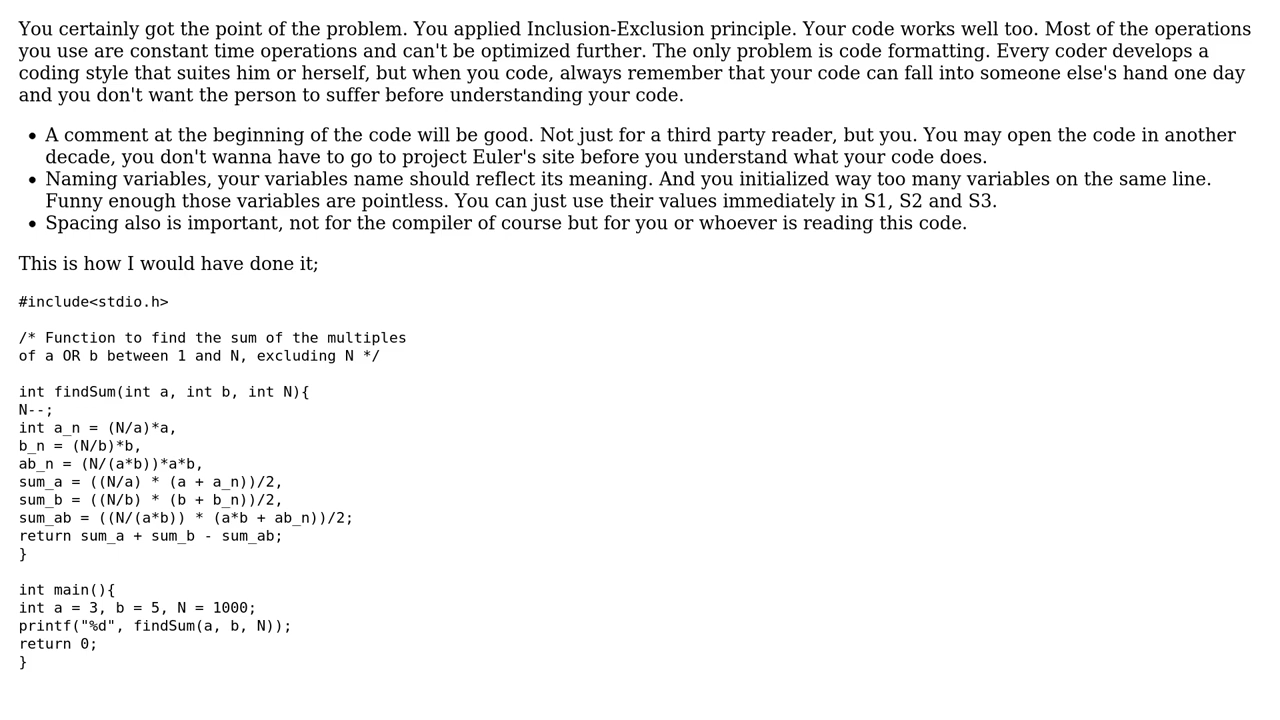 You certainly got the point of the problem. You applied Inclusion-Exclusion principle. Your code works well too. Most of the operations
you use are constant time operations and can't be optimized further. The only problem is code formatting. Every coder develops a
coding style that suites him or herself, but when you code, always remember that your code can fall into someone else's hand one day
and you don't want the person to suffer before understanding your code.
• A comment at the beginning of the code will be good. Not just for a third party reader, but you. You may open the code in another
decade, you don't wanna have to go to project Euler's site before you understand what your code does.
• Naming variables, your variables name should reflect its meaning. And you initialized way too many variables on the same line.
Funny enough those variables are pointless. You can just use their values immediately in S1, S2 and S3.
• Spacing also is important, not for the compiler of course but for you or whoever is reading this code.
This is how I would have done it;
#include<stdio.h>
/* Function to find the sum of the multiples
of a OR b between 1 and N, excluding N */
int findSum(int a, int b, int N){
N--;
int a_n = (N/a)*a,
b_n = (N/b)*b,
ab_n = (N/(a*b))*a*b,
sum_a = ((N/a) * (a + a_n))/2,
sum_b = ((N/b) * (b + b_n))/2,
sum_ab = ((N/(a*b)) * (a*b + ab_n))/2;
return sum_a + sum_b - sum_ab;
}
int main(){
int a = 3, b = 5, N = 1000;
printf("%d", findSum(a, b, N));
return 0;
}